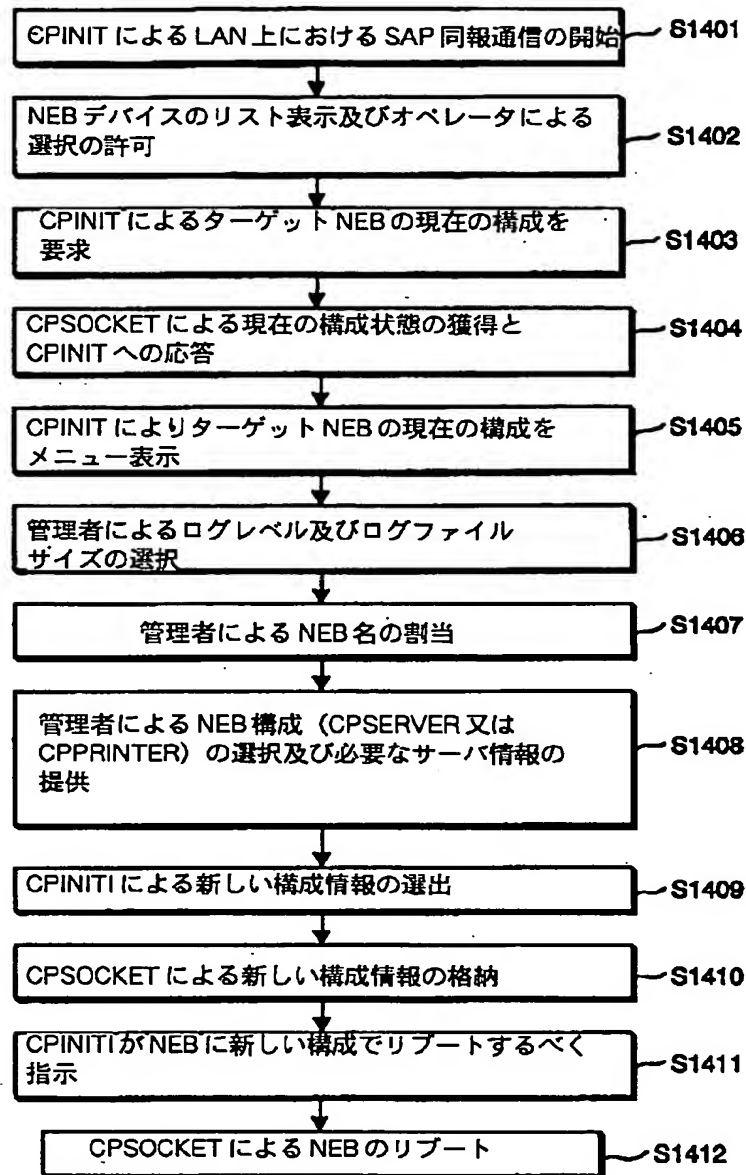 CPINIT による LAN 上における SAP 同報通信の開始 S1401
NEB デバイスのリスト表示及びオペレータによる
選択の許可 S1402
CPINIT によるターゲット NEB の現在の構成を
要求 S1403
CPSOCKET による現在の構成状態の獲得と
CPINIT への応答 S1404
CPINIT によりターゲット NEB の現在の構成を
メニュー表示 S1405
管理者によるログレベル及びログファイル
サイズの選択 S1406
管理者による NEB 名の割当 S1407
管理者による NEB 構成（CPSERVER 又は
CPPRINTER）の選択及び必要なサーバ情報の
提供 S1408
CPINITI による新しい構成情報の選出 S1409
CPSOCKET による新しい構成情報の格納 S1410
CPINITI が NEB に新しい構成でリブートするべく
指示 S1411
CPSOCKET による NEB のリブート S1412